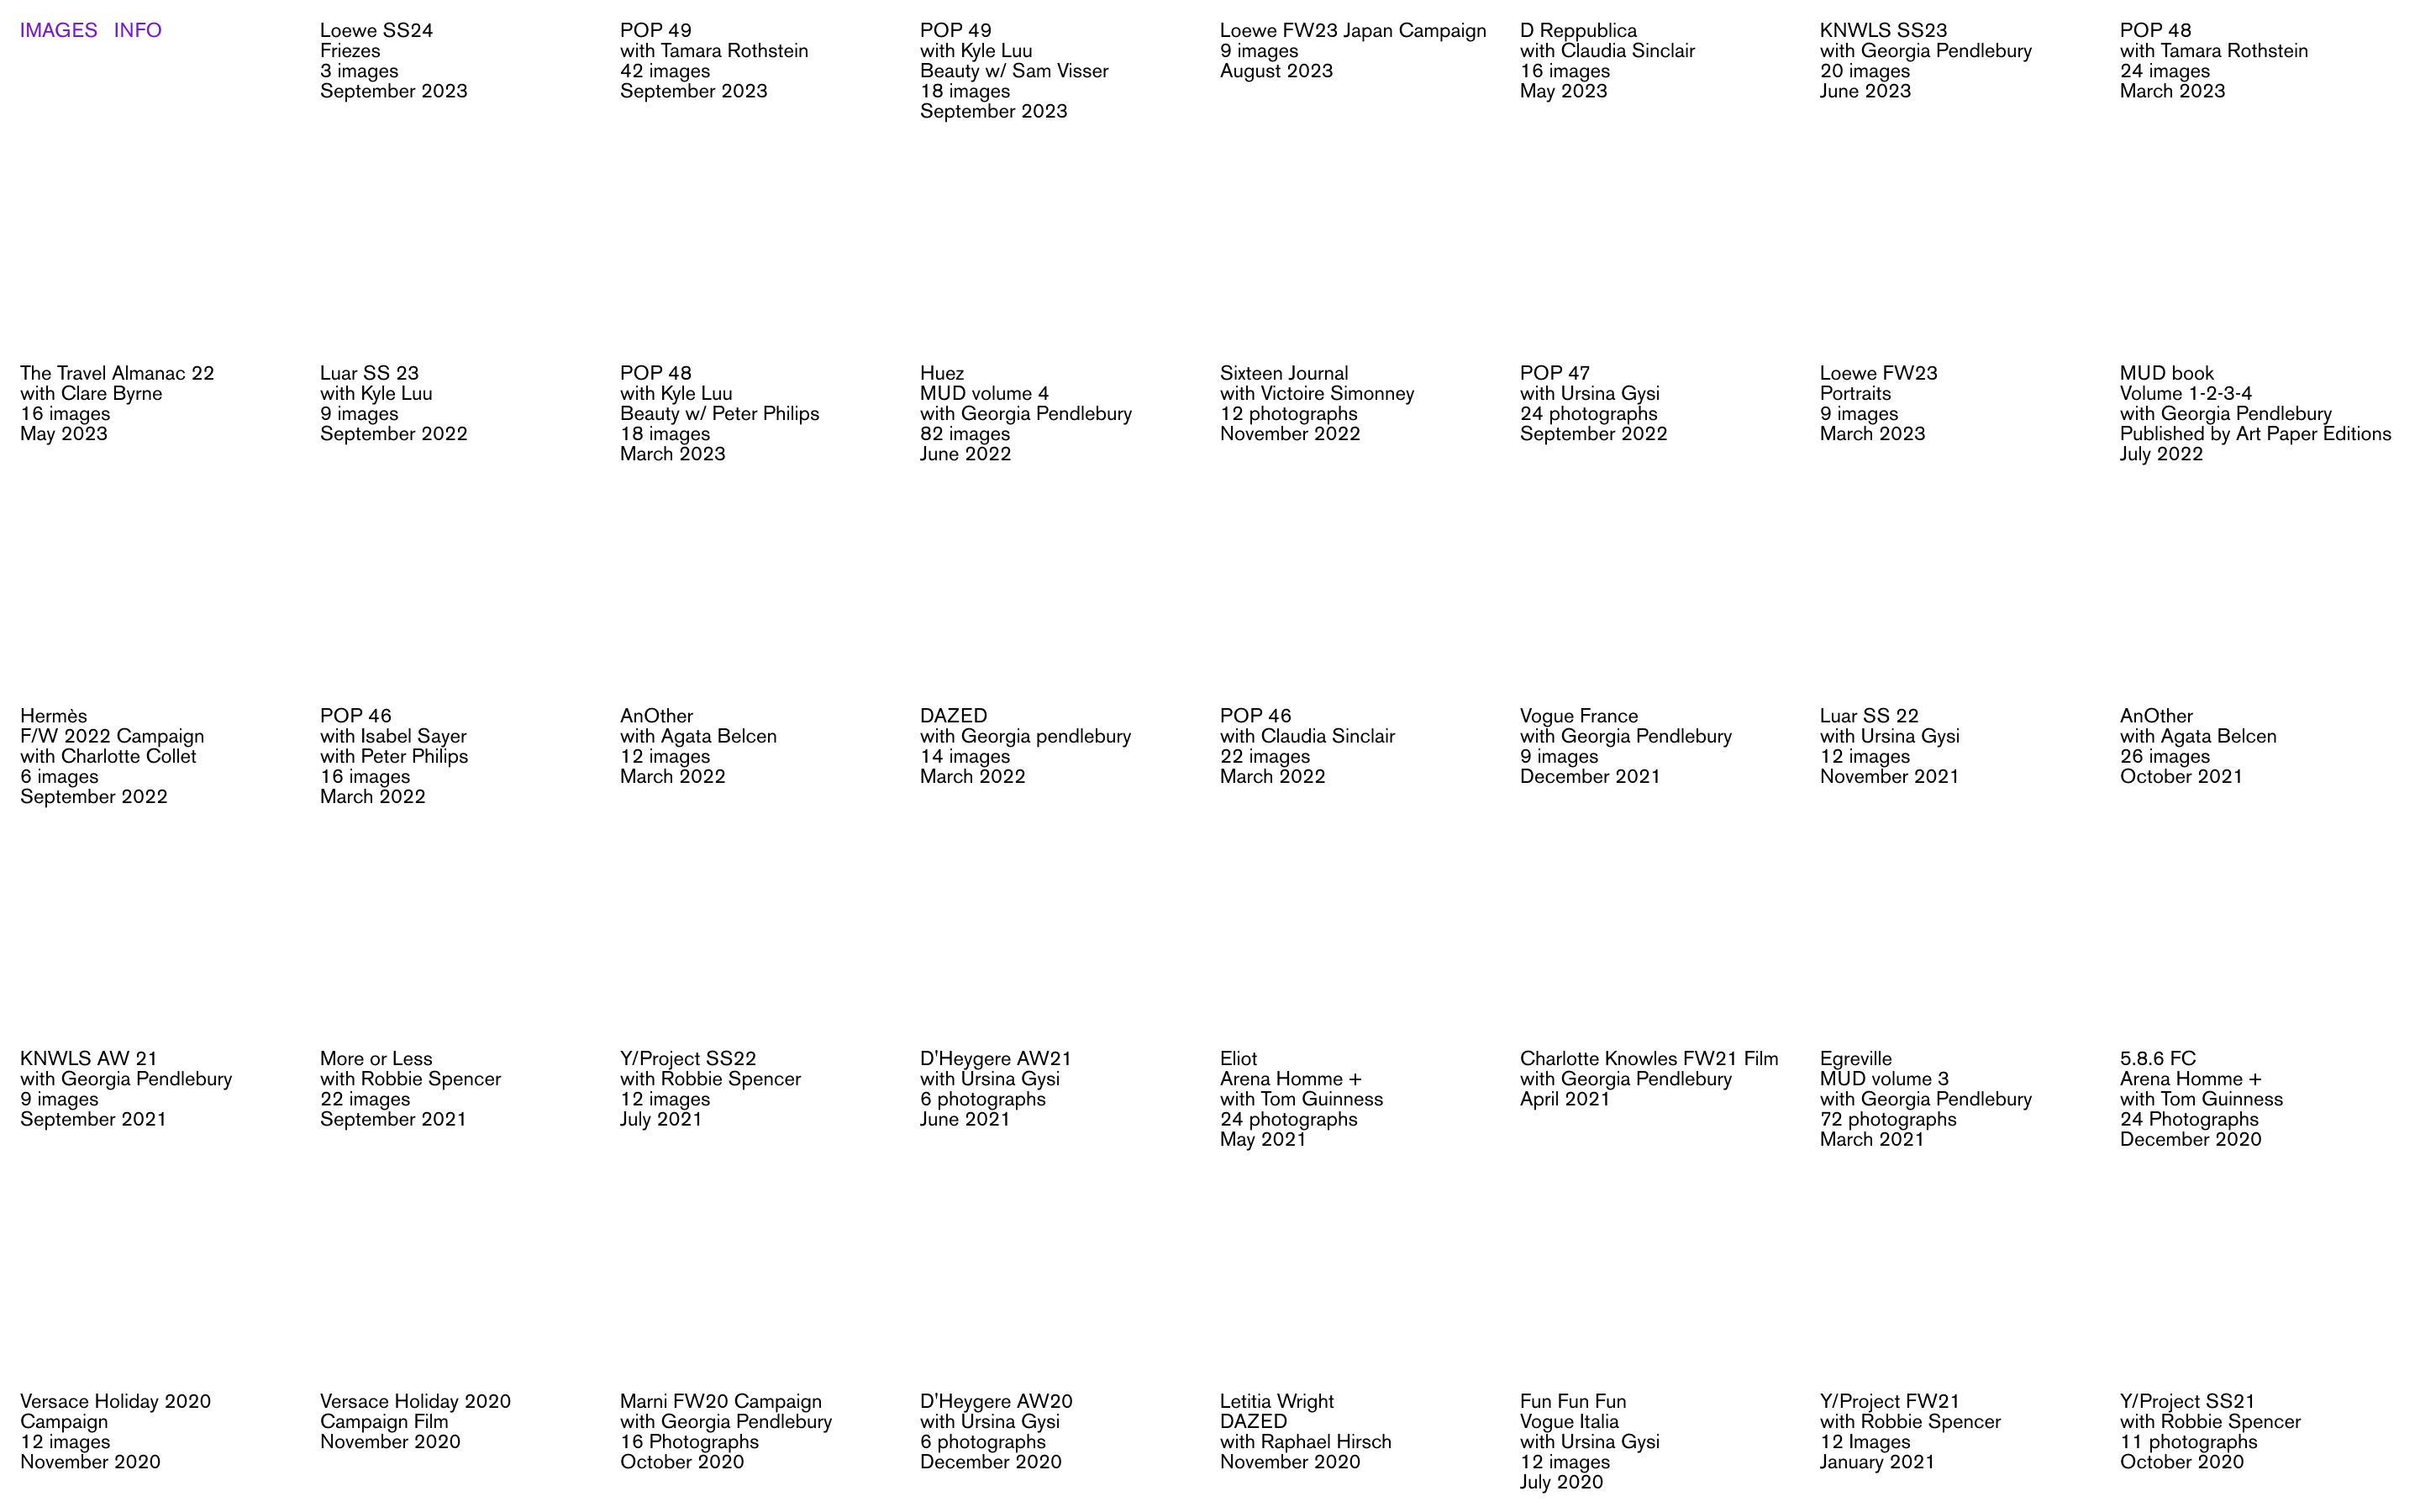 IMAGES INFO
Loewe SS24
Friezes
3 images
September 2023
POP 49
with Tamara Rothstein
42 images
September 2023
POP 49
with Kyle Luu
Beauty w/ Sam Visser
18 images
September 2023
Loewe FW23 Japan Campaign
9 images
August 2023
D Reppublica
with Claudia Sinclair
16 images
May 2023
KNWLS SS23
with Georgia Pendlebury
20 images
June 2023
POP 48
with Tamara Rothstein
24 images
March 2023
The Travel Almanac 22
with Clare Byrne
16 images
May 2023
Luar SS 23
with Kyle Luu
9 images
September 2022
POP 48
with Kyle Luu
Beauty w/ Peter Philips
18 images
March 2023
Huez
MUD volume 4
with Georgia Pendlebury
82 images
June 2022
Sixteen Journal
with Victoire Simonney
12 photographs
November 2022
POP 47
with Ursina Gysi
24 photographs
September 2022
Loewe FW23
Portraits
9 images
March 2023
MUD book
Volume 1-2-3-4
with Georgia Pendlebury
Published by Art Paper Editions
July 2022
Hermès
F/W 2022 Campaign
with Charlotte Collet
6 images
September 2022
POP 46
with Isabel Sayer
with Peter Philips
16 images
March 2022
AnOther
with Agata Belcen
12 images
March 2022
DAZED
with Georgia pendlebury
14 images
March 2022
POP 46
with Claudia Sinclair
22 images
March 2022
Vogue France
with Georgia Pendlebury
9 images
December 2021
Luar SS 22
with Ursina Gysi
12 images
November 2021
AnOther
with Agata Belcen
26 images
October 2021
KNWLS AW 21
with Georgia Pendlebury
9 images
September 2021
More or Less
with Robbie Spencer
22 images
September 2021
Y/Project SS22
with Robbie Spencer
12 images
July 2021
D'Heygere AW21
with Ursina Gysi
6 photographs
June 2021
Eliot
Arena Homme +
with Tom Guinness
24 photographs
May 2021
Charlotte Knowles FW21 Film
with Georgia Pendlebury
April 2021
Egreville
MUD volume 3
with Georgia Pendlebury
72 photographs
March 2021
5.8.6 FC
Arena Homme +
with Tom Guinness
24 Photographs
December 2020
Versace Holiday 2020
Campaign
12 images
November 2020
Versace Holiday 2020
Campaign Film
November 2020
Marni FW20 Campaign
with Georgia Pendlebury
16 Photographs
October 2020
D'Heygere AW20
with Ursina Gysi
6 photographs
December 2020
Letitia Wright
DAZED
with Raphael Hirsch
November 2020
Fun Fun Fun
Vogue Italia
with Ursina Gysi
12 images
July 2020
Y/Project FW21
with Robbie Spencer
12 Images
January 2021
Y/Project SS21
with Robbie Spencer
11 photographs
October 2020